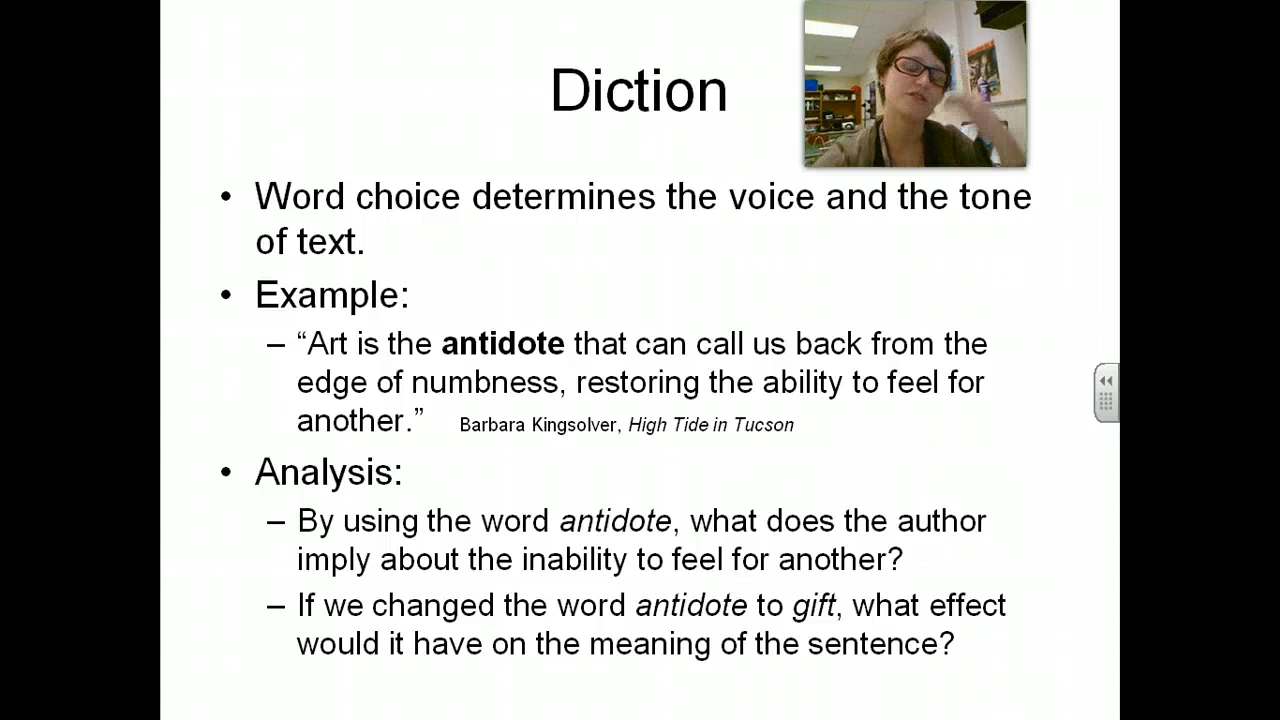 Diction
• Word choice determines the voice and the tone
of text.
• Example:
– “Art is the antidote that can call us back from the
edge of numbness, restoring the ability to feel for
another.” Barbara Kingsolver, High Tide in Tucson
• Analysis:
– By using the word antidote, what does the author
imply about the inability to feel for another?
– If we changed the word antidote to gift, what effect
would it have on the meaning of the sentence?